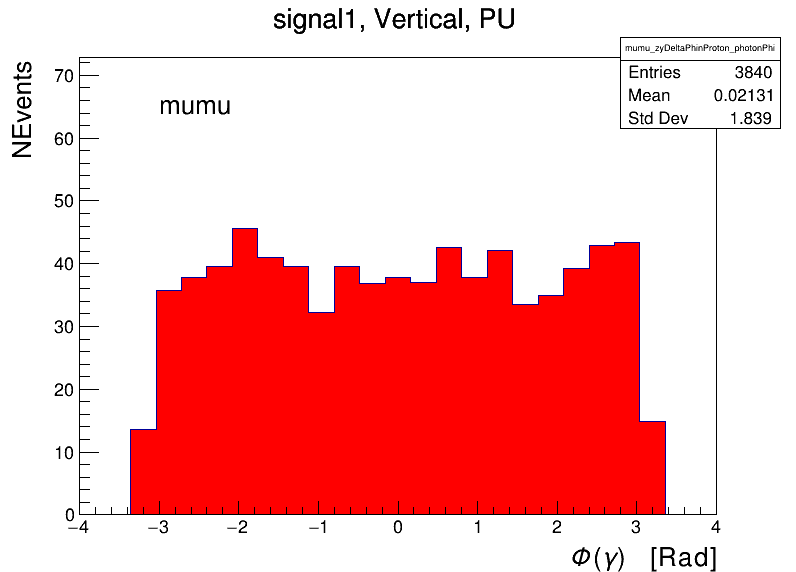 signal1, Vertical, PU
mumu_zyDeltaPhinProton_photonPhi
Entries 3840
Mean 0.02131
Std Dev 1.839
NEvents
mumu
70
60
50
40
30
20
10
0
−4 −3 −2 −1 0 1 2 3 4
Φ(γ) [Rad]